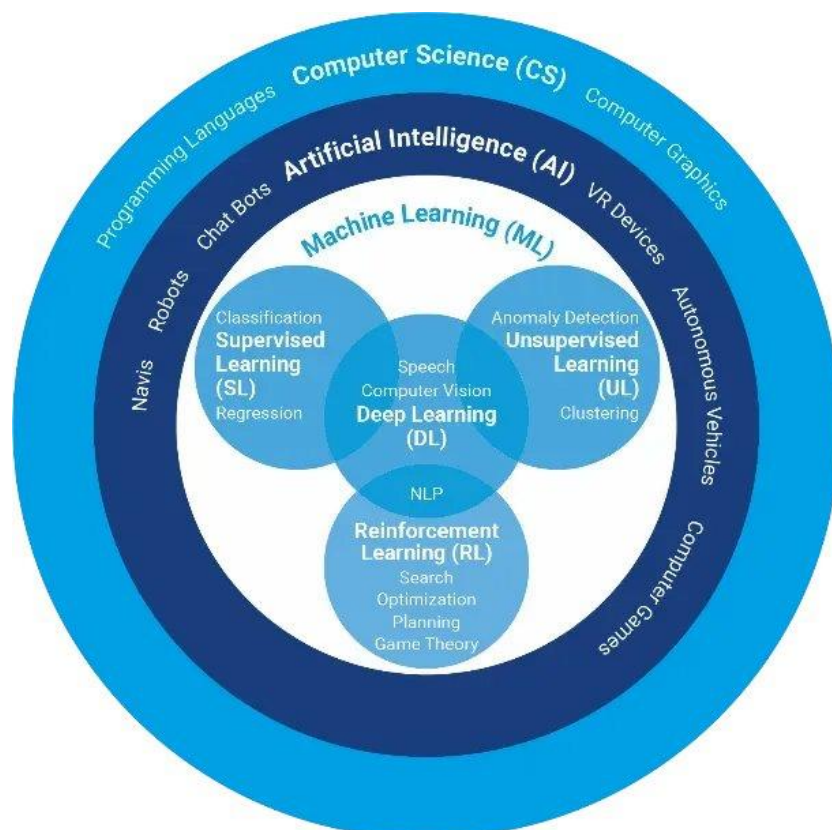 Computer Science (CS)
Programming Languages
Computer Graphics
Artificial Intelligence (AI)
Navis
Robots
Chat Bots
VR Devices
Autonomous Vehicles
Computer Games
Machine Learning (ML)
Classification
Supervised
Learning
(SL)
Regression
Speech
Computer Vision
Deep Learning
(DL)
Anomaly Detection
Unsupervised
Learning
(UL)
Clustering
NLP
Reinforcement
Learning (RL)
Search
Optimization
Planning
Game Theory